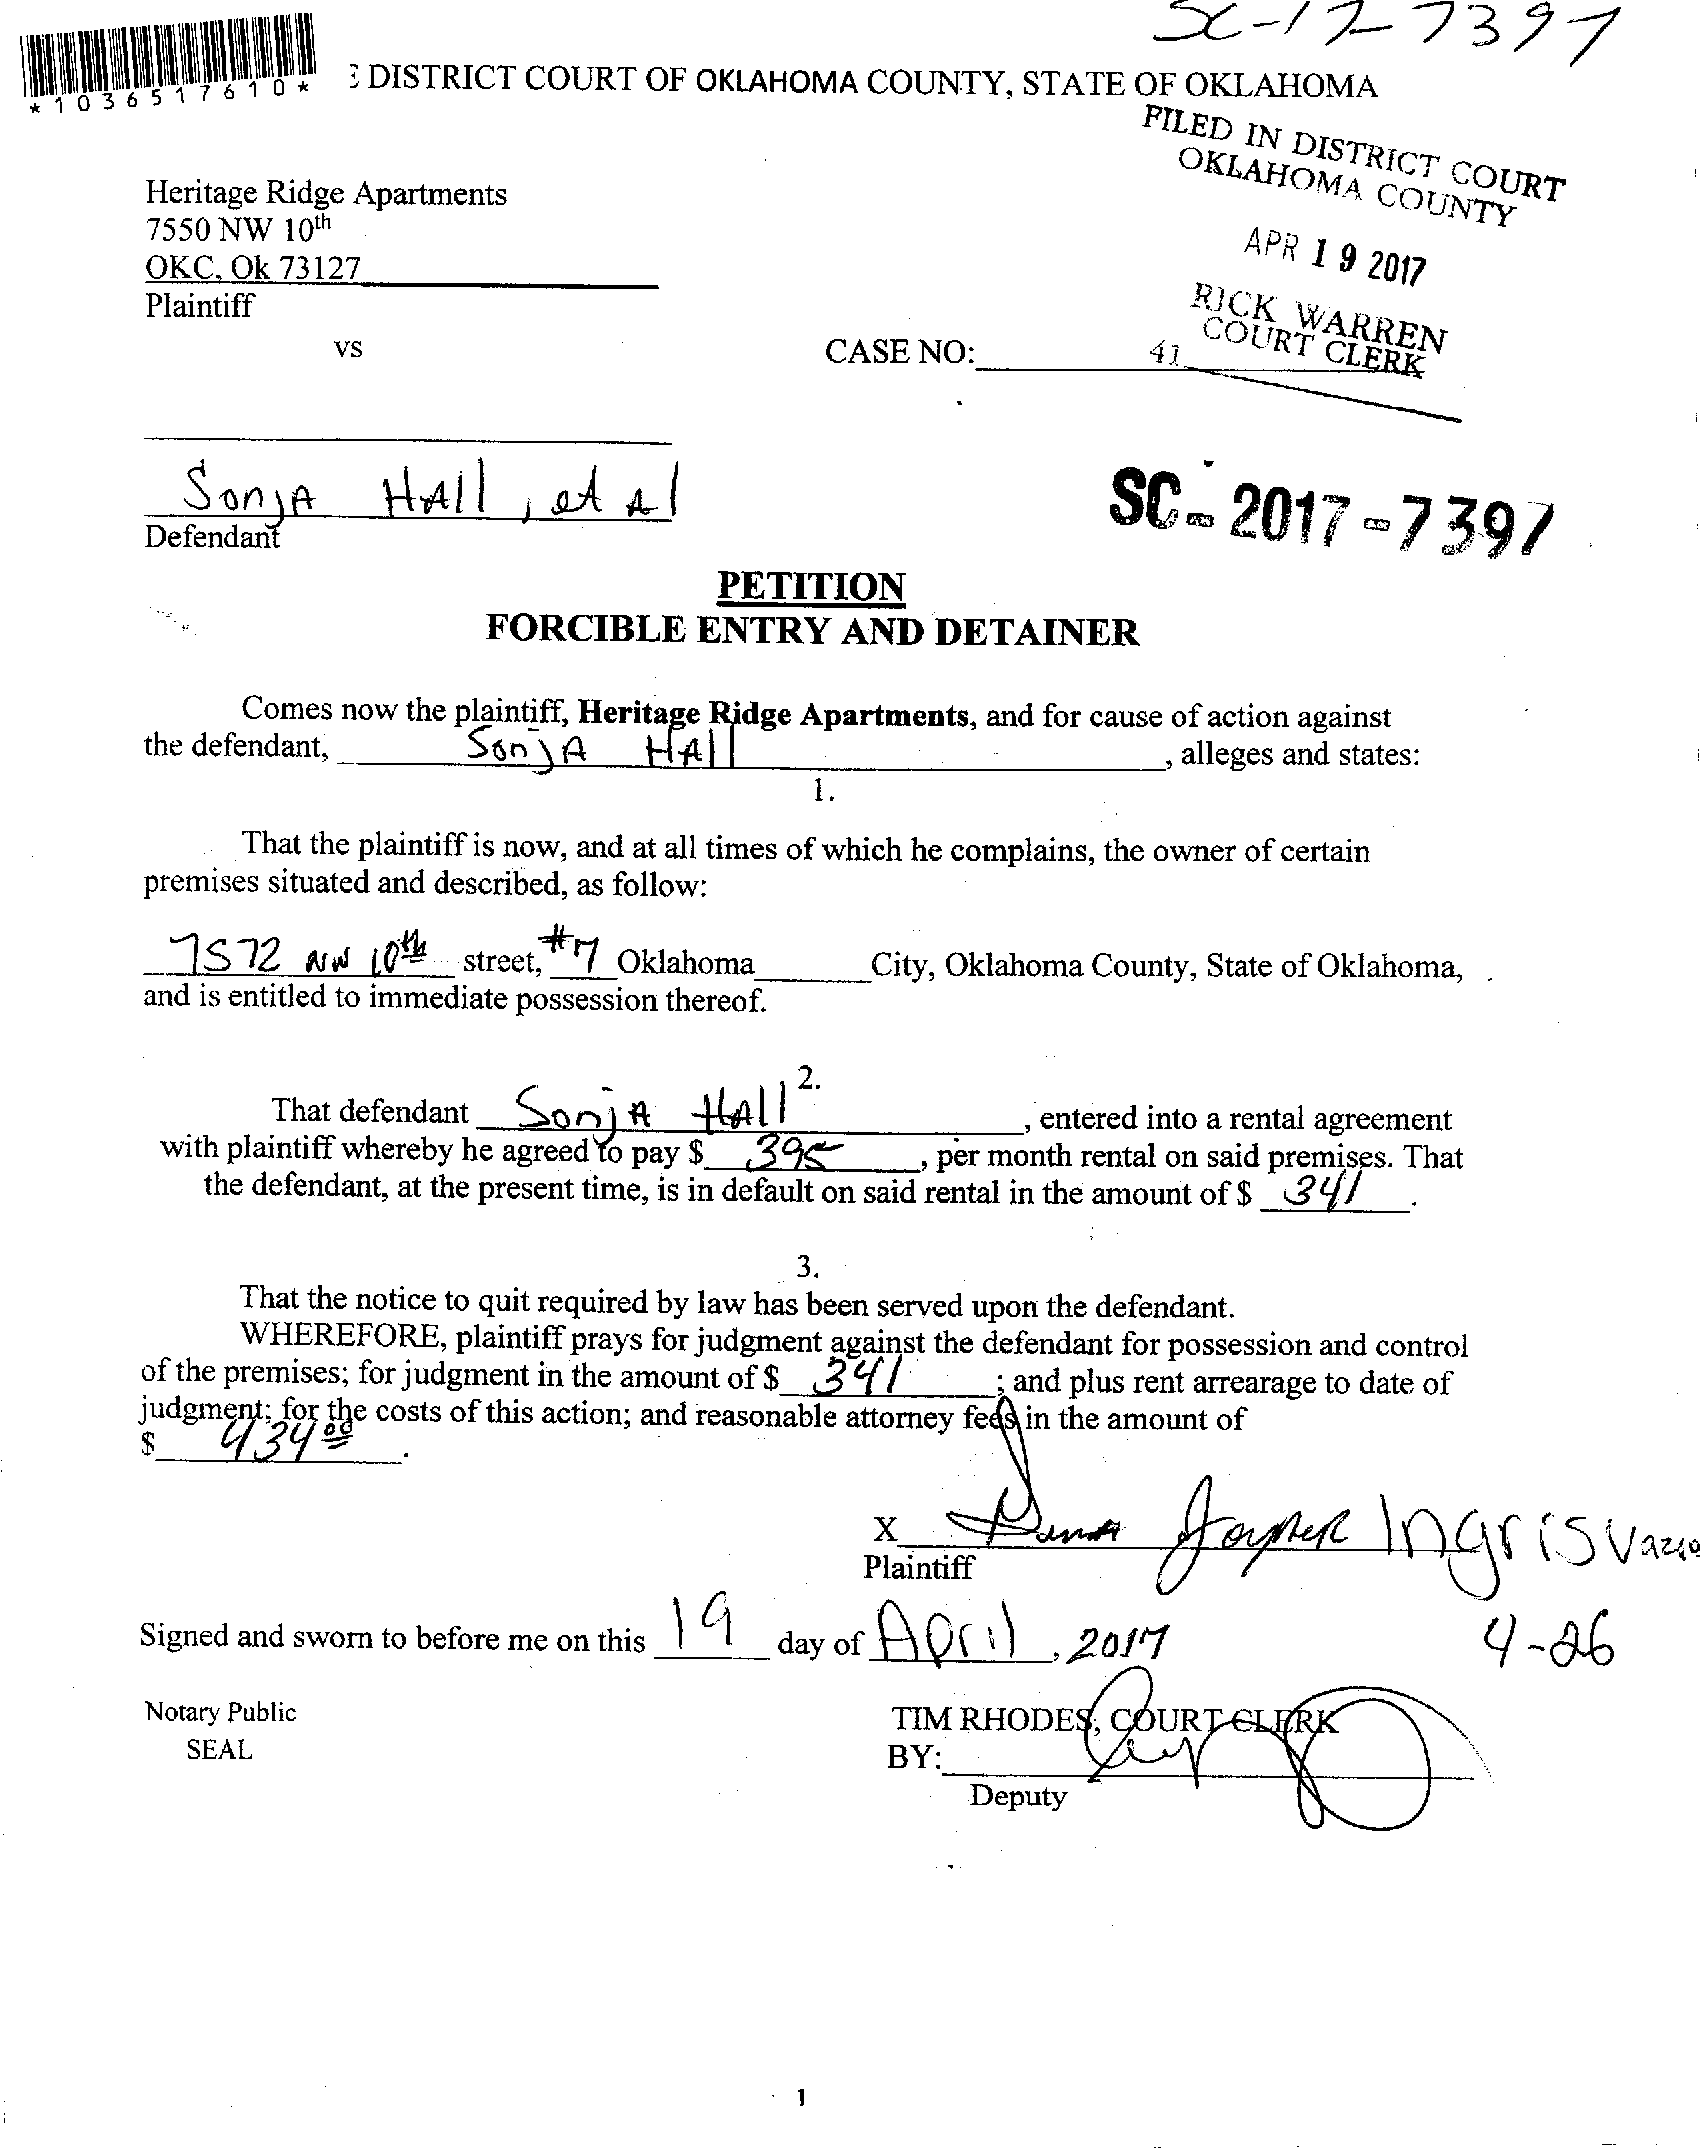 SC-17-7397
*1036517610*
DISTRICT COURT OF OKLAHOMA COUNTY, STATE OF OKLAHOMA
FILED IN DISTRICT COURT
OKLAHOMA COUNTY
Heritage Ridge Apartments
7550 NW 10th
APR 19 2017
OKC, Ok 73127
Plaintiff
RICK WARREN
COURT CLERK
vs
CASE NO:
41
Sonja Hall, et al
Defendant
SC-2017-7397
PETITION
FORCIBLE ENTRY AND DETAINER
Comes now the plaintiff, Heritage Ridge Apartments, and for cause of action against
the defendant, Sonja Hall, alleges and states:
1.
That the plaintiff is now, and at all times of which he complains, the owner of certain
premises situated and described, as follow:
7572 NW 10th street, #7 Oklahoma City, Oklahoma County, State of Oklahoma,
and is entitled to immediate possession thereof.
2.
That defendant Sonja Hall, entered into a rental agreement
with plaintiff whereby he agreed to pay $ 395, per month rental on said premises. That
the defendant, at the present time, is in default on said rental in the amount of $ 341.
3.
That the notice to quit required by law has been served upon the defendant.
WHEREFORE, plaintiff prays for judgment against the defendant for possession and control
of the premises; for judgment in the amount of $ 341; and plus rent arrearage to date of
judgment; for the costs of this action; and reasonable attorney fees in the amount of
$ 434 00.
X Ingris
Plaintiff
Signed and sworn to before me on this 19 day of April, 2017
4-26
Notary Public
SEAL
TIM RHODES, COURT CLERK
BY:
Deputy
1